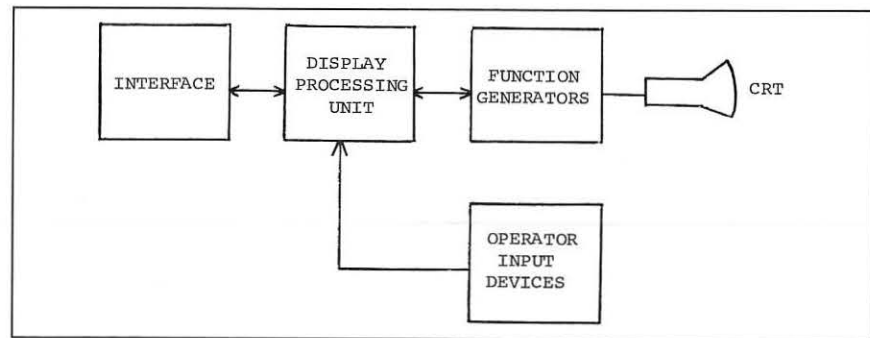 INTERFACE
DISPLAY
PROCESSING
UNIT
FUNCTION
GENERATORS
CRT
OPERATOR
INPUT
DEVICES